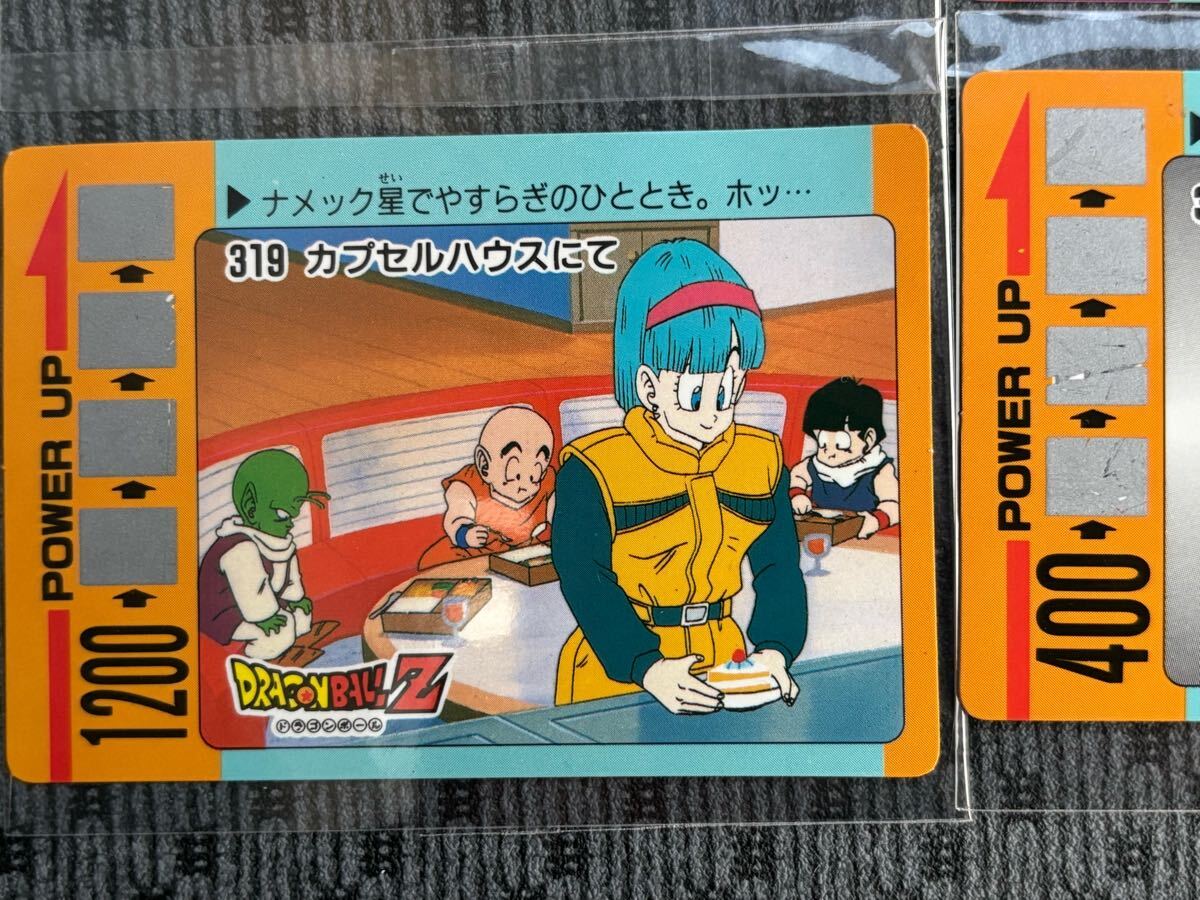 ▶ナメック星でやすらぎのひととき。ホッ…
せい
319 カプセルハウスにて
POWER UP
1200
DRAGON BALL Z
ドラゴンボール
POWER UP
400
3